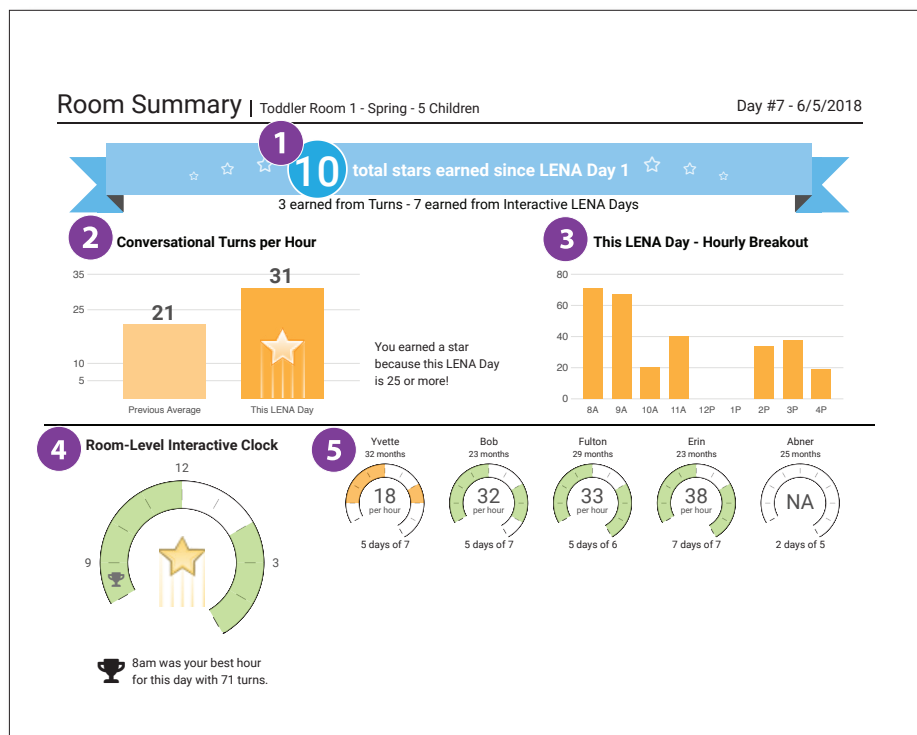 Room Summary | Toddler Room 1 - Spring - 5 Children
Day #7 - 6/5/2018
1
10 total stars earned since LENA Day 1
3 earned from Turns - 7 earned from Interactive LENA Days
2 Conversational Turns per Hour
35
25
10
5
21
31
Previous Average
This LENA Day
You earned a star
because this LENA Day
is 25 or more!
3 This LENA Day - Hourly Breakout
80
60
40
20
0
8A 9A 10A 11A 12P 1P 2P 3P 4P
4 Room-Level Interactive Clock
12
9
3
8am was your best hour
for this day with 71 turns.
5
Yvette
32 months
18
per hour
5 days of 7
Bob
23 months
32
per hour
5 days of 7
Fulton
29 months
33
per hour
5 days of 6
Erin
23 months
38
per hour
7 days of 7
Abner
25 months
NA
2 days of 5